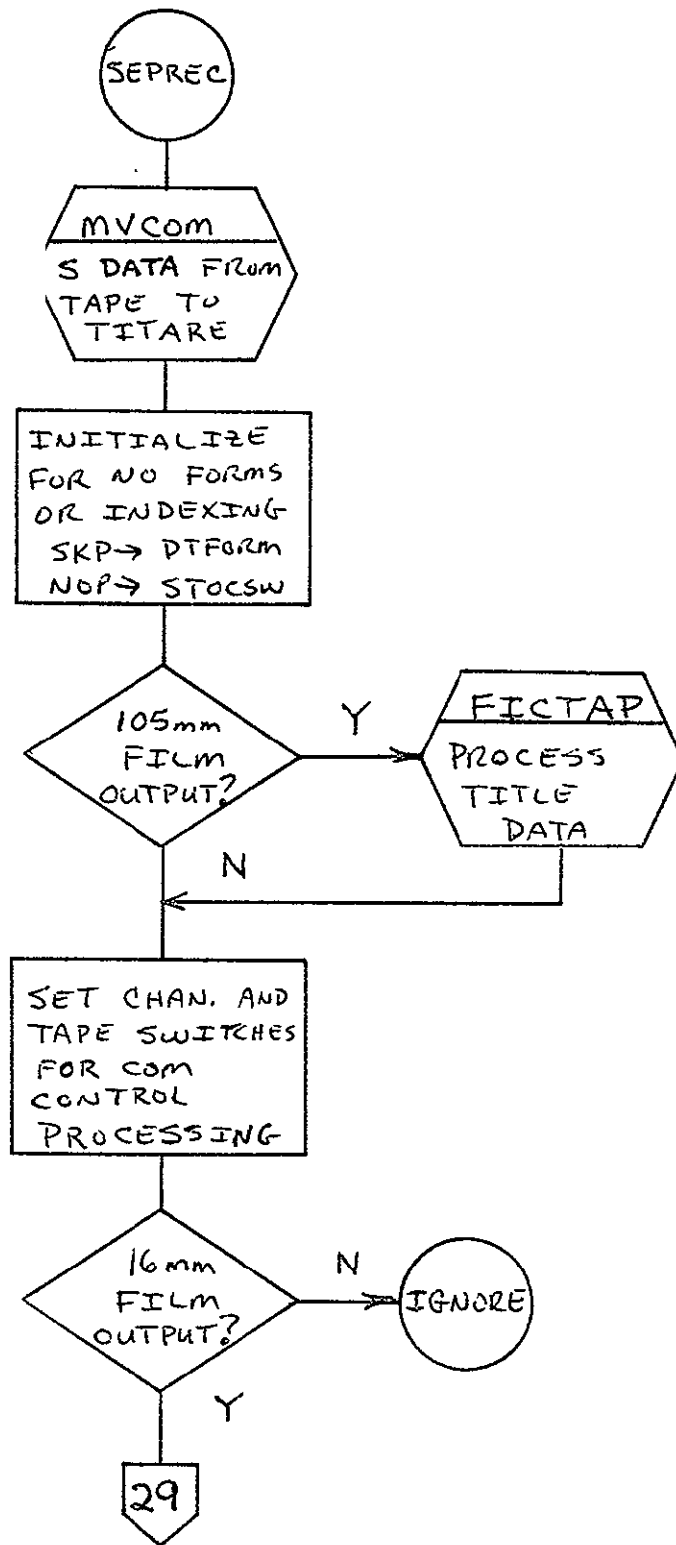 SEPREC
MVCOM
S DATA FROM
TAPE TO
TITARE
INITIALIZE
FOR NO FORMS
OR INDEXING
SKP→ DTFORM
NOP→ STOCSW
105mm
FILM
OUTPUT?
Y
FICTAP
PROCESS
TITLE
DATA
N
SET CHAN. AND
TAPE SWITCHES
FOR COM
CONTROL
PROCESSING
16mm
FILM
OUTPUT?
N
IGNORE
Y
29